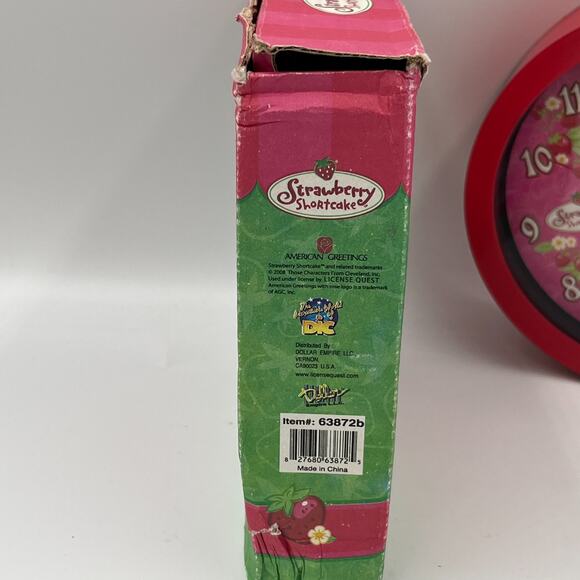 Strawberry
Shortcake
AMERICAN GREETINGS
Strawberry Shortcake™ and related trademarks
© 2008 Those Characters From Cleveland, Inc.
Used under license by LICENSE QUEST.
American Greetings with rose logo is a trademark
of AGC, Inc.
The
DIC
Distributed By :
DOLLAR EMPIRE LLC.
VERNON,
CA90023 U.S.A.
www.licensequest.com
Item#: 63872b
8 27680 63872 5
Made in China
11
10
9
8